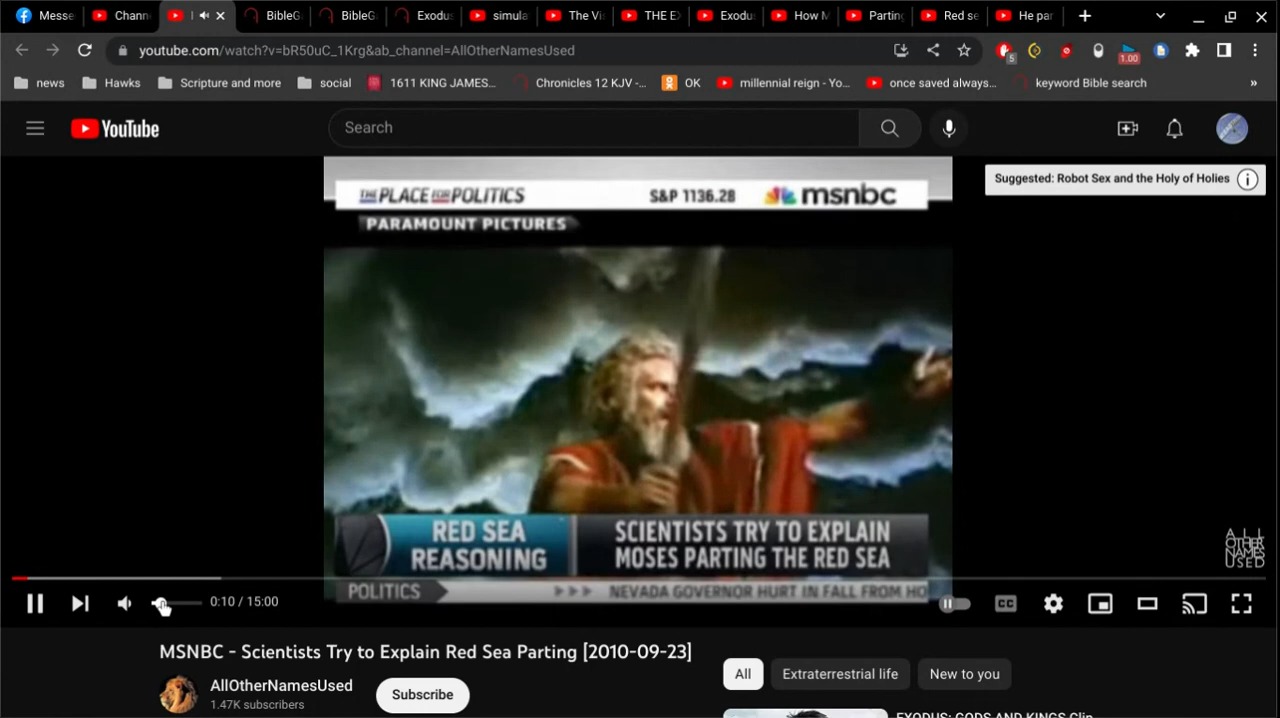 Messe
Chann
BibleG
BibleG
Exodu
simula
The Vi
THE E
Exodu
How M
Parting
Red se
He par
youtube.com/watch?v=bR50uC_1Krg&ab_channel=AllOtherNamesUsed
5
1.00
news
Hawks
Scripture and more
social
1611 KING JAMES...
Chronicles 12 KJV -...
OK
millennial reign - Yo...
once saved always...
keyword Bible search
»
YouTube
Search
Suggested: Robot Sex and the Holy of Holies
THE PLACE FOR POLITICS
S&P 1136.28
msnbc
PARAMOUNT PICTURES
RED SEA
REASONING
SCIENTISTS TRY TO EXPLAIN
MOSES PARTING THE RED SEA
POLITICS
NEVADA GOVERNOR HURT IN FALL FROM HO
ALL
OTHER
NAMES
USED
0:10 / 15:00
CC
MSNBC - Scientists Try to Explain Red Sea Parting [2010-09-23]
AllOtherNamesUsed
1.47K subscribers
Subscribe
All
Extraterrestrial life
New to you
EXODUS: GODS AND KINGS Clip